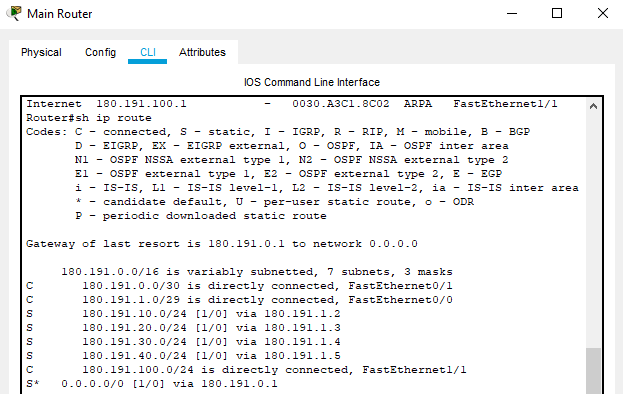 Main Router
Physical Config CLI Attributes
IOS Command Line Interface
Internet 180.191.100.1 - 0030.A3C1.8C02 ARPA FastEthernet1/1
Router#sh ip route
Codes: C - connected, S - static, I - IGRP, R - RIP, M - mobile, B - BGP
D - EIGRP, EX - EIGRP external, O - OSPF, IA - OSPF inter area
N1 - OSPF NSSA external type 1, N2 - OSPF NSSA external type 2
E1 - OSPF external type 1, E2 - OSPF external type 2, E - EGP
i - IS-IS, L1 - IS-IS level-1, L2 - IS-IS level-2, ia - IS-IS inter area
* - candidate default, U - per-user static route, o - ODR
P - periodic downloaded static route
Gateway of last resort is 180.191.0.1 to network 0.0.0.0
180.191.0.0/16 is variably subnetted, 7 subnets, 3 masks
C 180.191.0.0/30 is directly connected, FastEthernet0/1
C 180.191.1.0/29 is directly connected, FastEthernet0/0
S 180.191.10.0/24 [1/0] via 180.191.1.2
S 180.191.20.0/24 [1/0] via 180.191.1.3
S 180.191.30.0/24 [1/0] via 180.191.1.4
S 180.191.40.0/24 [1/0] via 180.191.1.5
C 180.191.100.0/24 is directly connected, FastEthernet1/1
S* 0.0.0.0/0 [1/0] via 180.191.0.1